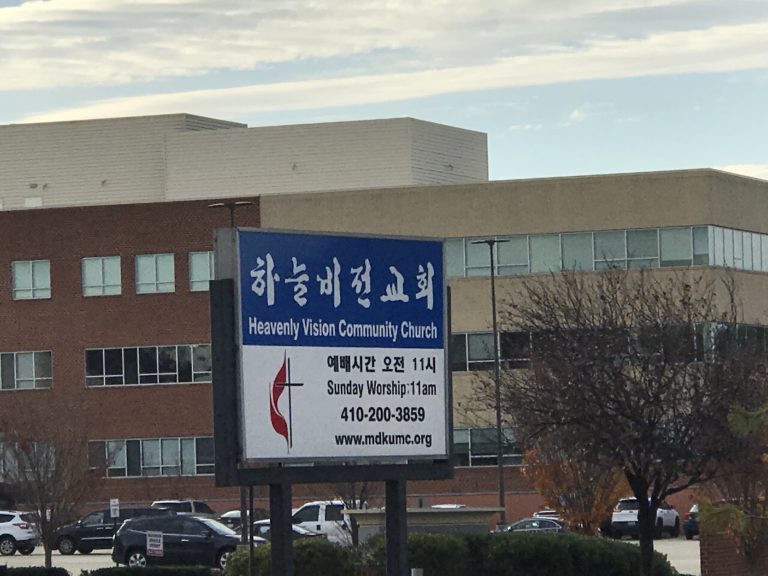 하늘비전교회
Heavenly Vision Community Church
예배시간 오전 11시
Sunday Worship:11am
410-200-3859
www.mdkumc.org